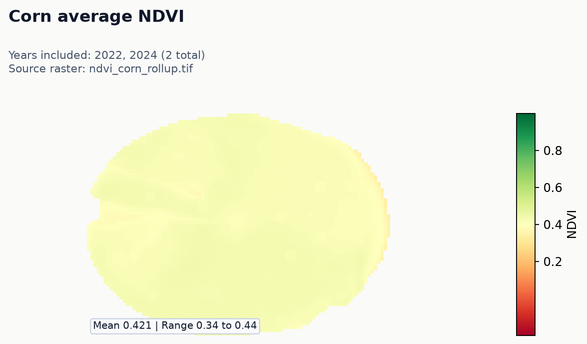 Corn average NDVI
Years included: 2022, 2024 (2 total)
Source raster: ndvi_corn_rollup.tif
0.8
0.6
0.4
0.2
NDVI
Mean 0.421 | Range 0.34 to 0.44